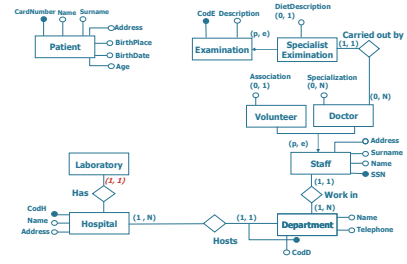 CardNumber Name Surname
Patient
Address
BirthPlace
BirthDate
Age
CodE Description
DietDescription
(0, 1)
Examination
(p, e)
Specialist
Eximination
(1, 1)
Carried out by
Association
(0, 1)
Specialization
(0, N)
(0, N)
Volunteer
Doctor
(p, e)
Address
Surname
Name
SSN
Staff
Laboratory
(1, 1)
Has
(1, 1)
Work in
CodH
Name
Address
Hospital
(1 , N)
Hosts
(1, 1)
(1, N)
Department
Name
Telephone
CodD